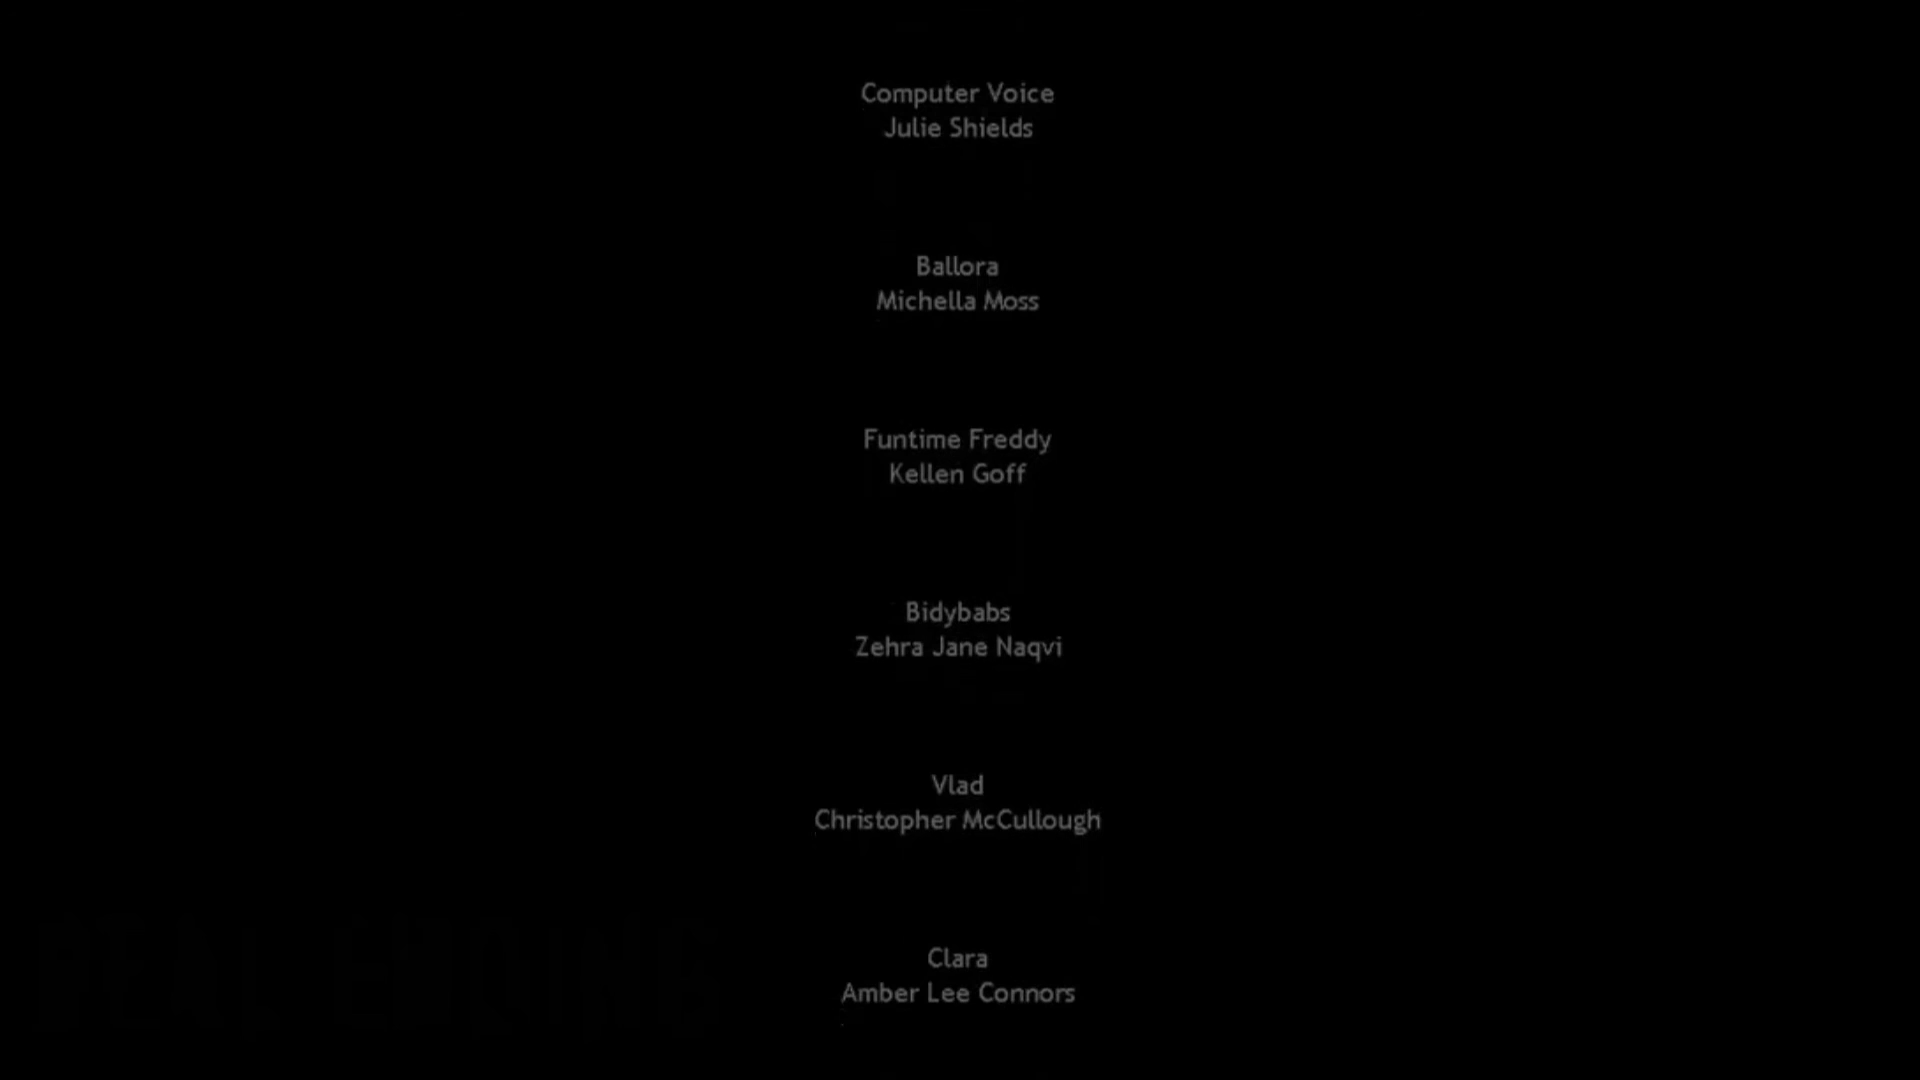 Computer Voice
Julie Shields
Ballora
Michella Moss
Funtime Freddy
Kellen Goff
Bidybabs
Zehra Jane Naqvi
Vlad
Christopher McCullough
Clara
Amber Lee Connors